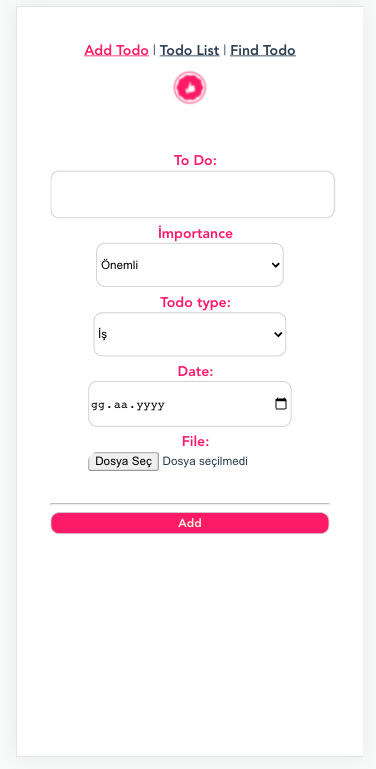 Add Todo | Todo List | Find Todo
To Do:
İmportance
Önemli
Todo type:
İş
Date:
gg.aa.yyyy
File:
Dosya Seç Dosya seçilmedi
Add